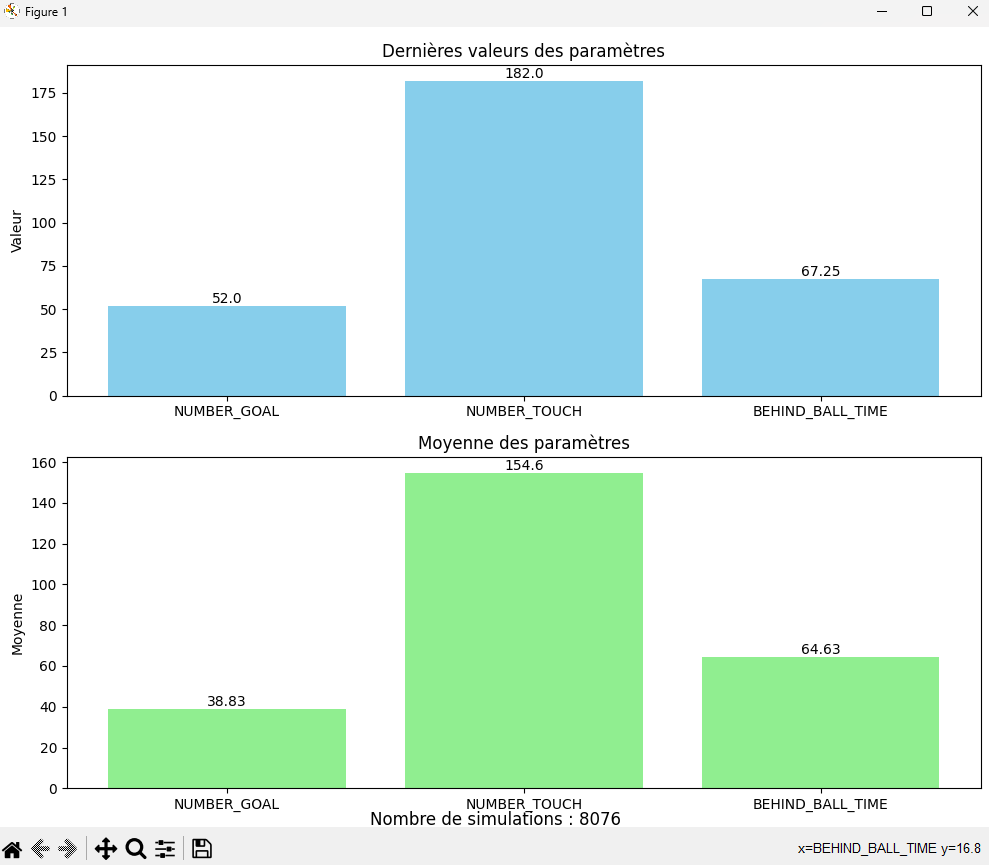 Figure 1
Dernières valeurs des paramètres
182.0
175
150
125
100
Valeur
75
67.25
52.0
50
25
0
NUMBER_GOAL NUMBER_TOUCH BEHIND_BALL_TIME
Moyenne des paramètres
160
154.6
140
120
100
80
Moyenne
64.63
60
40
38.83
20
0
NUMBER_GOAL NUMBER_TOUCH BEHIND_BALL_TIME
Nombre de simulations : 8076
x=BEHIND_BALL_TIME y=16.8